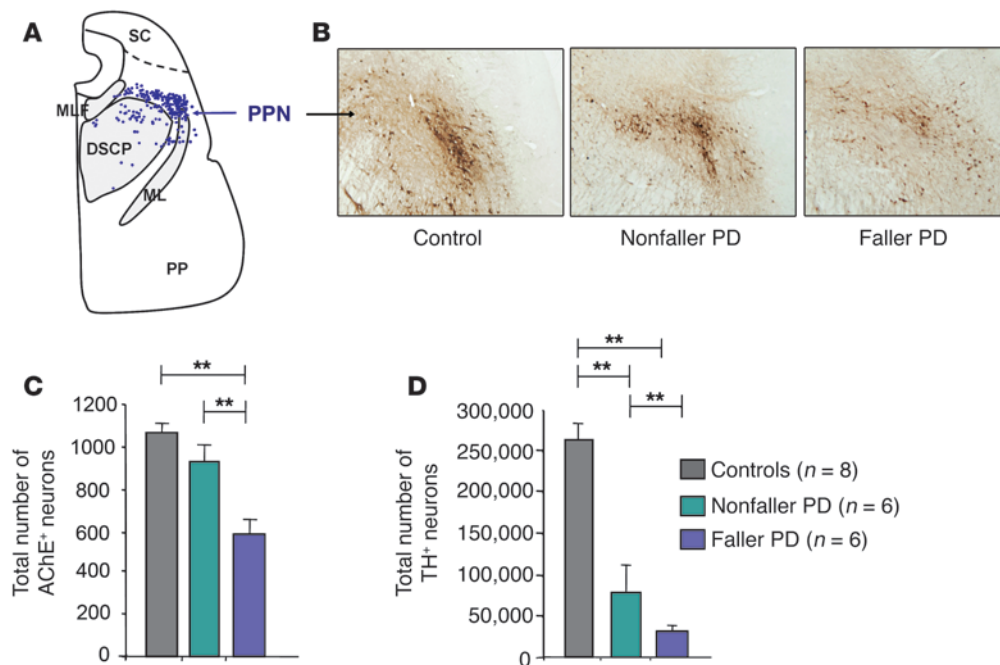 A
SC
MLF
DSCP
ML
PP
PPN
B
Control
Nonfaller PD
Faller PD
C
**
**
Total number of
AChE⁺ neurons
1200
1000
800
600
400
200
0
D
**
**
**
Total number of
TH⁺ neurons
300,000
250,000
200,000
150,000
100,000
50,000
0
Controls (n = 8)
Nonfaller PD (n = 6)
Faller PD (n = 6)